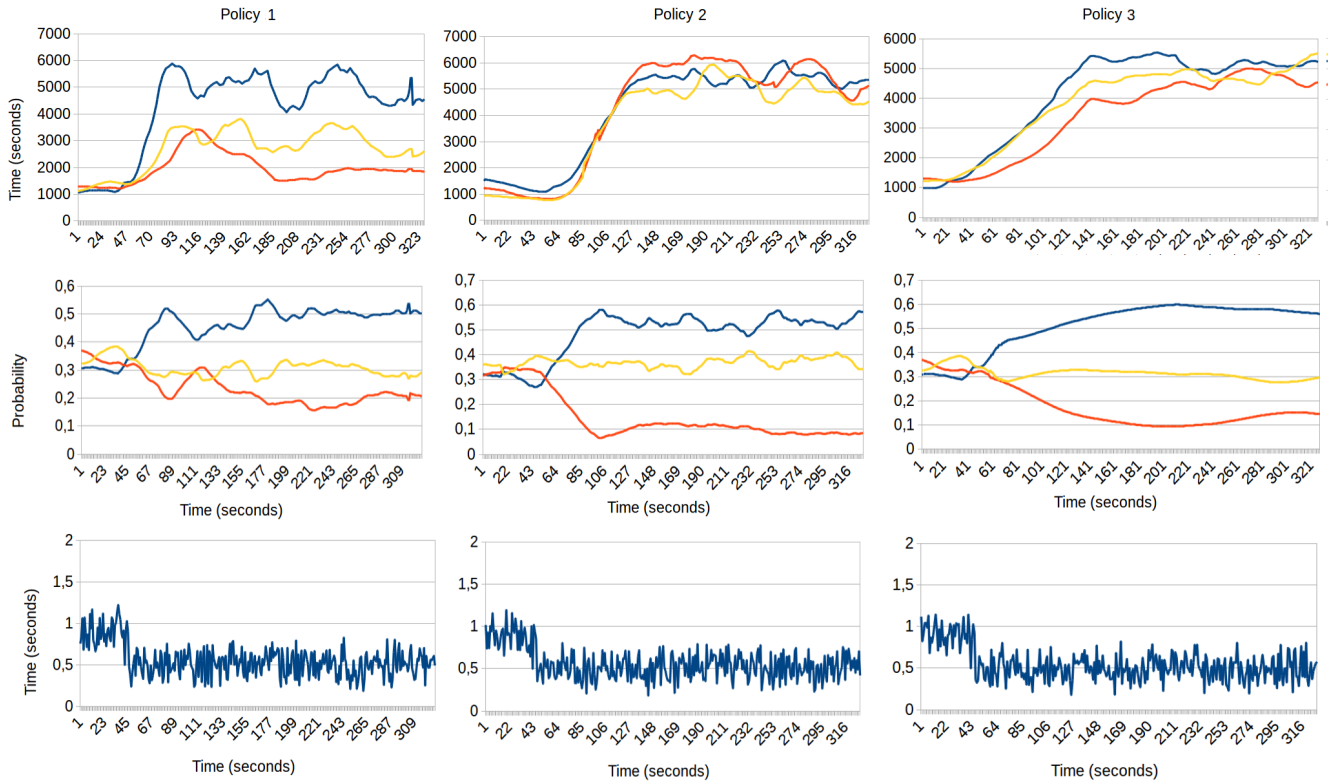 Policy 1
Policy 2
Policy 3
7000
6000
5000
4000
3000
2000
1000
0
Time (seconds)
1 24 47 70 93 116 139 162 185 208 231 254 277 300 323
7000
6000
5000
4000
3000
2000
1000
0
1 22 43 64 85 106 127 148 169 190 211 232 253 274 295 316
6000
5000
4000
3000
2000
1000
0
1 21 41 61 81 101 121 141 161 181 201 221 241 261 281 301 321
0,6
0,5
0,4
0,3
0,2
0,1
0
Probability
1 23 45 67 89 111 133 155 177 199 221 243 265 287 309
Time (seconds)
0,7
0,6
0,5
0,4
0,3
0,2
0,1
0
1 22 43 64 85 106 127 148 169 190 211 232 253 274 295 316
Time (seconds)
0,7
0,6
0,5
0,4
0,3
0,2
0,1
0
1 21 41 61 81 101 121 141 161 181 201 221 241 261 281 301 321
Time (seconds)
2
1,5
1
0,5
0
Time (seconds)
1 23 45 67 89 111 133 155 177 199 221 243 265 287 309
Time (seconds)
2
1,5
1
0,5
0
1 22 43 64 85 106 127 148 169 190 211 232 253 274 295 316
Time (seconds)
2
1,5
1
0,5
0
1 22 43 64 85 106 127 148 169 190 211 232 253 274 295 316
Time (seconds)